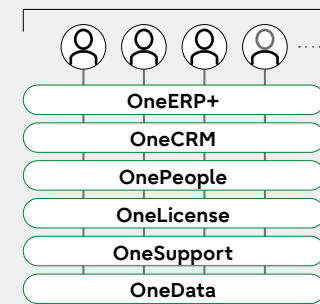 OneERP+
OneCRM
OnePeople
OneLicense
OneSupport
OneData